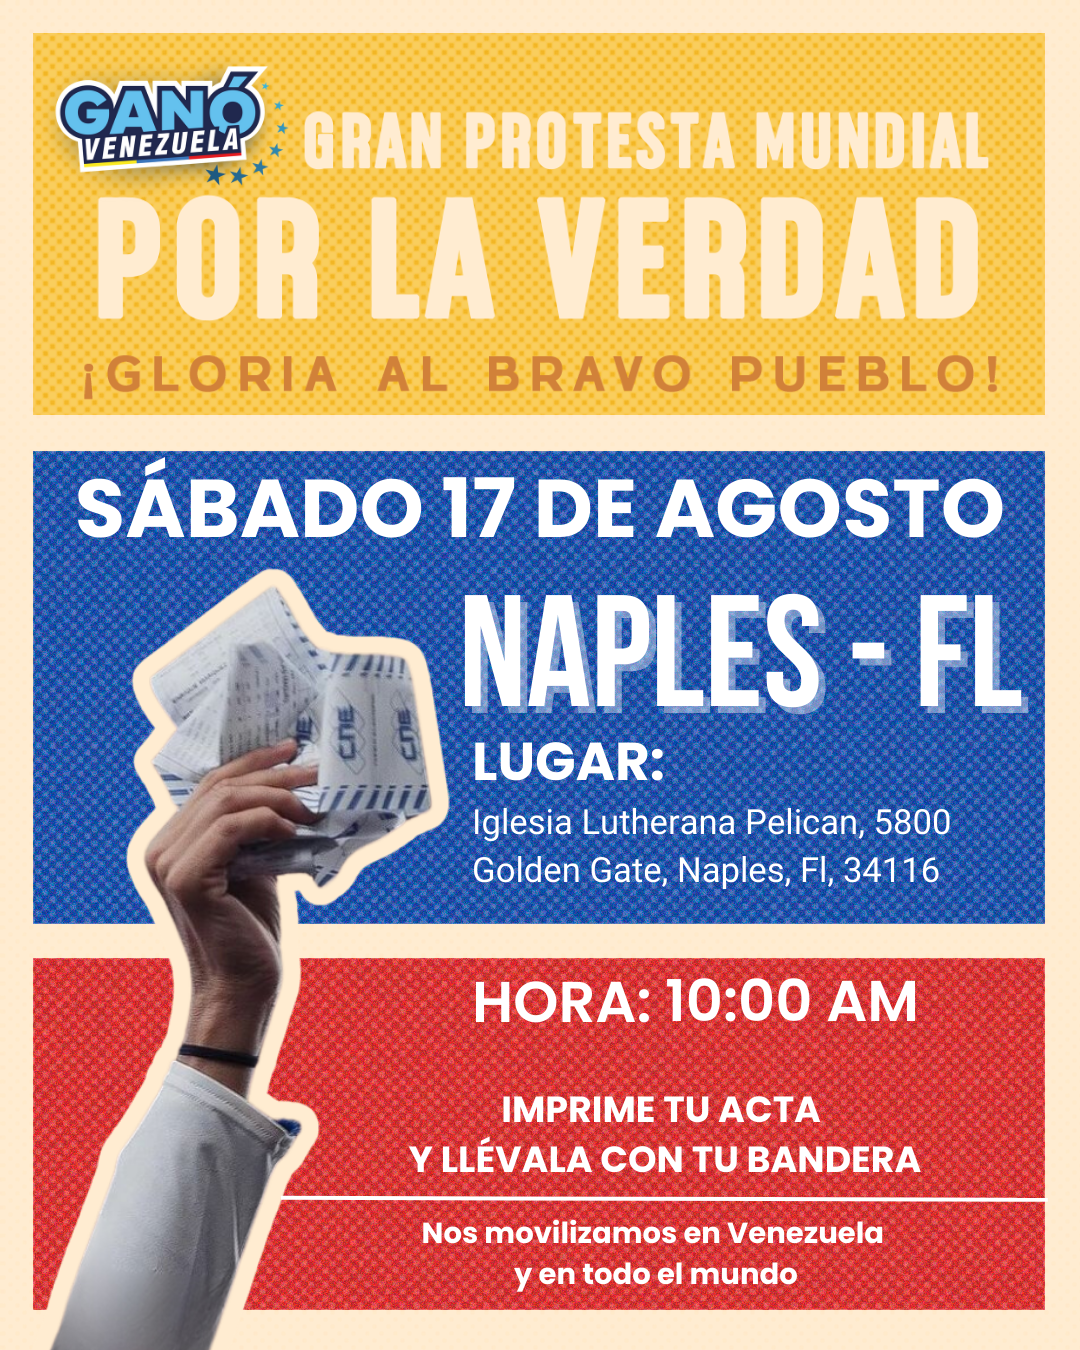 GANÓ
VENEZUELA
GRAN PROTESTA MUNDIAL
POR LA VERDAD
¡GLORIA AL BRAVO PUEBLO!
SÁBADO 17 DE AGOSTO
NAPLES - FL
CNE
CNE
LUGAR:
Iglesia Lutherana Pelican, 5800
Golden Gate, Naples, Fl, 34116
HORA: 10:00 AM
IMPRIME TU ACTA
Y LLÉVALA CON TU BANDERA
Nos movilizamos en Venezuela
y en todo el mundo